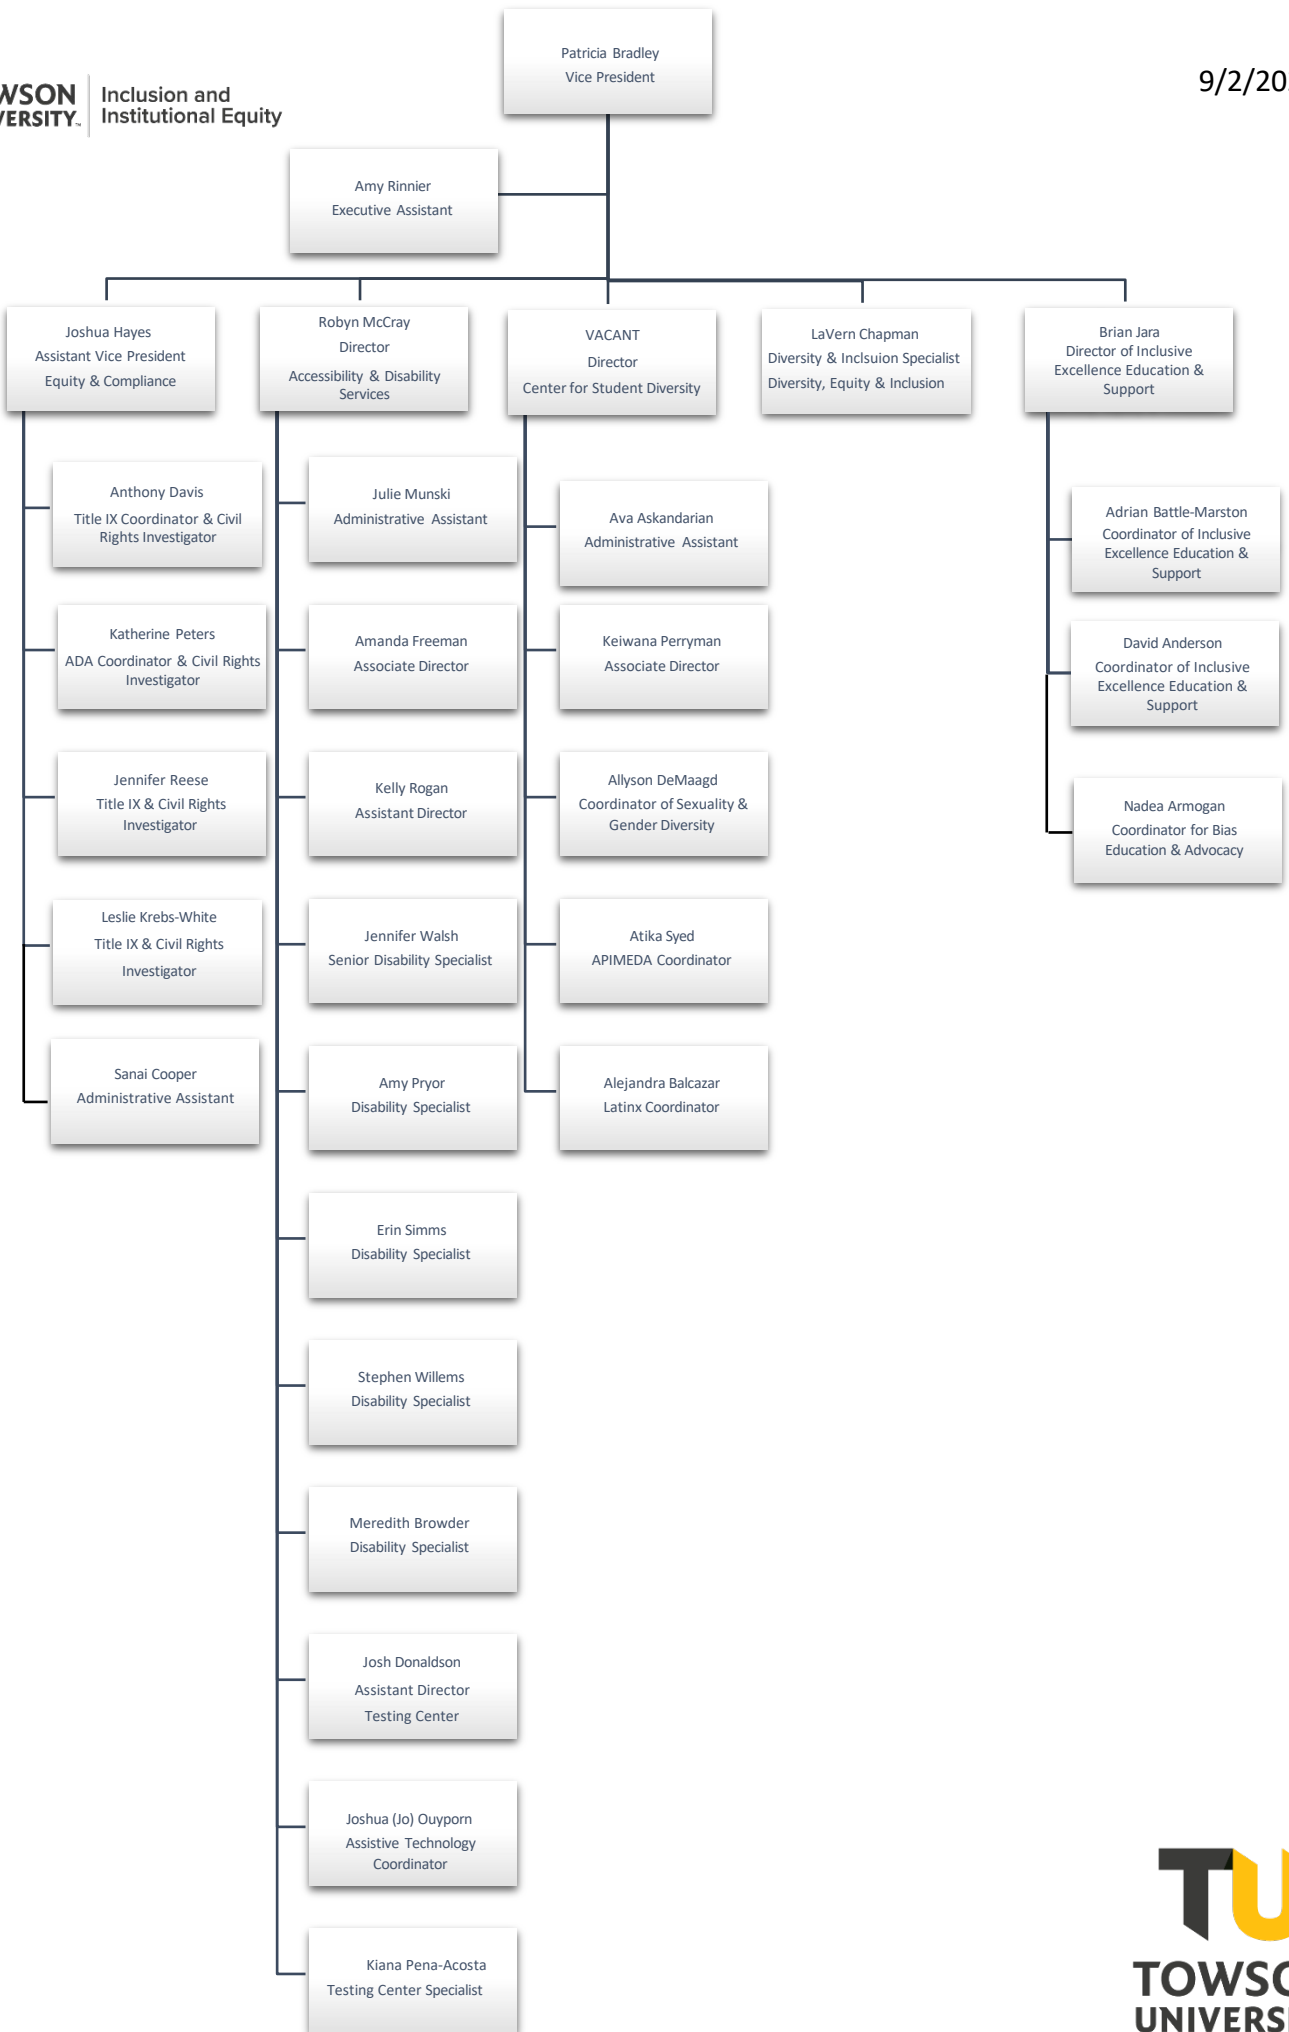 Patricia Bradley
Vice President
Inclusion and
Institutional Equity
Amy Rinnier
Executive Assistant
Joshua Hayes
Assistant Vice President
Equity & Compliance
Robyn McCray
Director
Accessibility & Disability
Services
VACANT
Director
Center for Student Diversity
LaVern Chapman
Diversity & Inclsuion Specialist
Diversity, Equity & Inclusion
Brian Jara
Director of Inclusive
Excellence Education &
Support
Anthony Davis
Title IX Coordinator & Civil
Rights Investigator
Katherine Peters
ADA Coordinator & Civil Rights
Investigator
Jennifer Reese
Title IX & Civil Rights
Investigator
Leslie Krebs-White
Title IX & Civil Rights
Investigator
Sanai Cooper
Administrative Assistant
Julie Munski
Administrative Assistant
Amanda Freeman
Associate Director
Kelly Rogan
Assistant Director
Jennifer Walsh
Senior Disability Specialist
Amy Pryor
Disability Specialist
Erin Simms
Disability Specialist
Stephen Willems
Disability Specialist
Meredith Browder
Disability Specialist
Josh Donaldson
Assistant Director
Testing Center
Joshua (Jo) Ouyporn
Assistive Technology
Coordinator
Kiana Pena-Acosta
Testing Center Specialist
Ava Askandarian
Administrative Assistant
Keiwana Perryman
Associate Director
Allyson DeMaagd
Coordinator of Sexuality &
Gender Diversity
Atika Syed
APIMEDA Coordinator
Alejandra Balcazar
Latinx Coordinator
Adrian Battle-Marston
Coordinator of Inclusive
Excellence Education &
Support
David Anderson
Coordinator of Inclusive
Excellence Education &
Support
Nadea Armogan
Coordinator for Bias
Education & Advocacy
TU